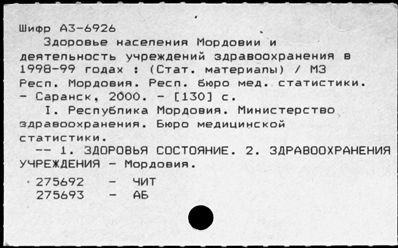 Шифр А3-6926
Здоровье населения Мордовии и
деятельность учреждений здравоохранения в
1998-99 годах : (Стат. материалы) / МЗ
Респ. Мордовия. Респ. бюро мед. статистики.
- Саранск, 2000. - [130] с.
I. Республика Мордовия. Министерство
здравоохранения. Бюро медицинской
статистики.
-- 1. ЗДОРОВЬЯ СОСТОЯНИЕ. 2. ЗДРАВООХРАНЕНИЯ
УЧРЕЖДЕНИЯ - Мордовия.
275692 - ЧИТ
275693 - АБ